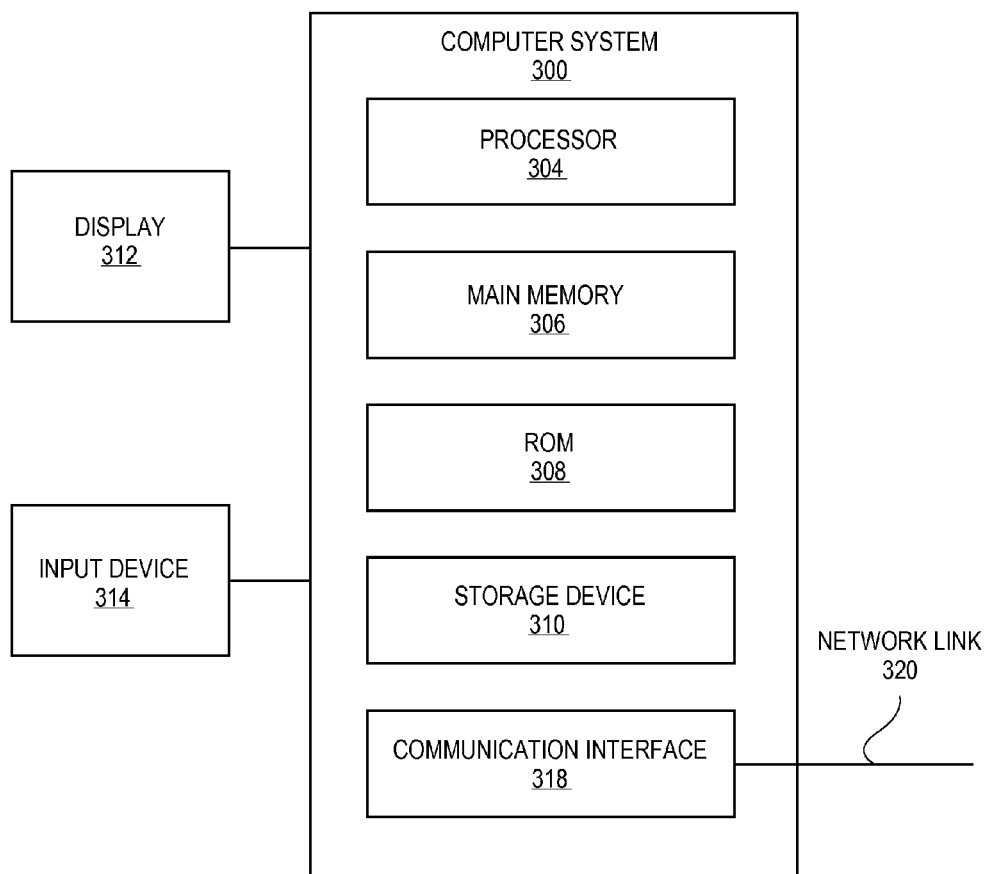 COMPUTER SYSTEM
300
PROCESSOR
304
DISPLAY
312
MAIN MEMORY
306
ROM
308
INPUT DEVICE
314
STORAGE DEVICE
310
NETWORK LINK
320
COMMUNICATION INTERFACE
318